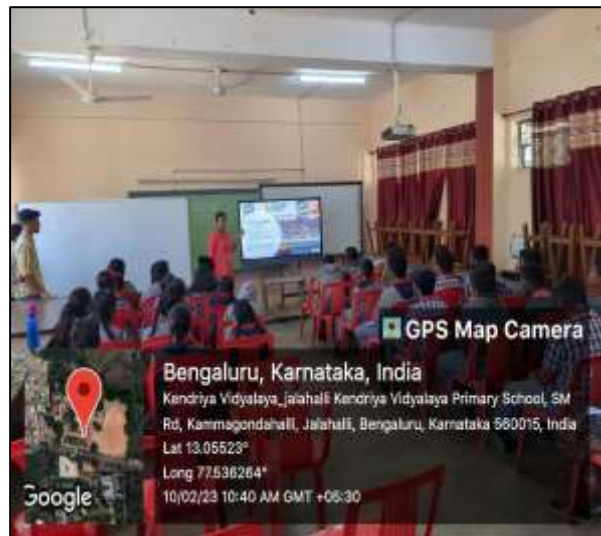 GPS Map Camera
Bengaluru, Karnataka, India
Kendriya Vidyalaya_jalahalli Kendriya Vidyalaya Primary School, SM
Rd, Kammagondahalli, Jalahalli, Bengaluru, Karnataka 560015, India
Lat 13.05523°
Long 77.536264°
10/02/23 10:40 AM GMT +05:30
Google